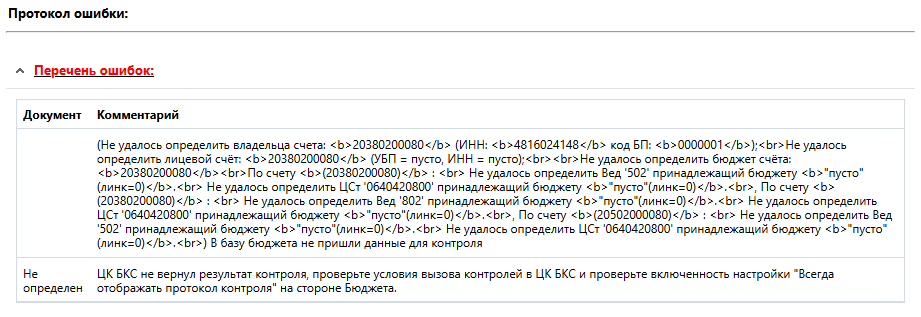 Протокол ошибки:
Перечень ошибок:
Документ Комментарий
(Не удалось определить владельца счета: <b>20380200080</b> (ИНН: <b>4816024148</b> код БП: <b>0000001</b>);<br>Не удалось
определить лицевой счёт: <b>20380200080</b> (УБП = пусто, ИНН = пусто);<br><br>Не удалось определить бюджет счёта:
<b>20380200080</b><br>По счету <b>(20380200080)</b> : <br> Не удалось определить Вед '502' принадлежащий бюджету <b>"пусто"
(линк=0)</b>.<br> Не удалось определить ЦСт '0640420800' принадлежащий бюджету <b>"пусто"(линк=0)</b>.<br>, По счету <b>
(20380200080)</b> : <br> Не удалось определить Вед '802' принадлежащий бюджету <b>"пусто"(линк=0)</b>.<br> Не удалось определить
ЦСт '0640420800' принадлежащий бюджету <b>"пусто"(линк=0)</b>.<br>, По счету <b>(20502000080)</b> : <br> Не удалось определить Вед
'502' принадлежащий бюджету <b>"пусто"(линк=0)</b>.<br> Не удалось определить ЦСт '0640420800' принадлежащий бюджету <b>"пусто"
(линк=0)</b>.<br>) В базу бюджета не пришли данные для контроля
Не
определен
ЦК БКС не вернул результат контроля, проверьте условия вызова контролей в ЦК БКС и проверьте включенность настройки "Всегда
отображать протокол контроля" на стороне Бюджета.